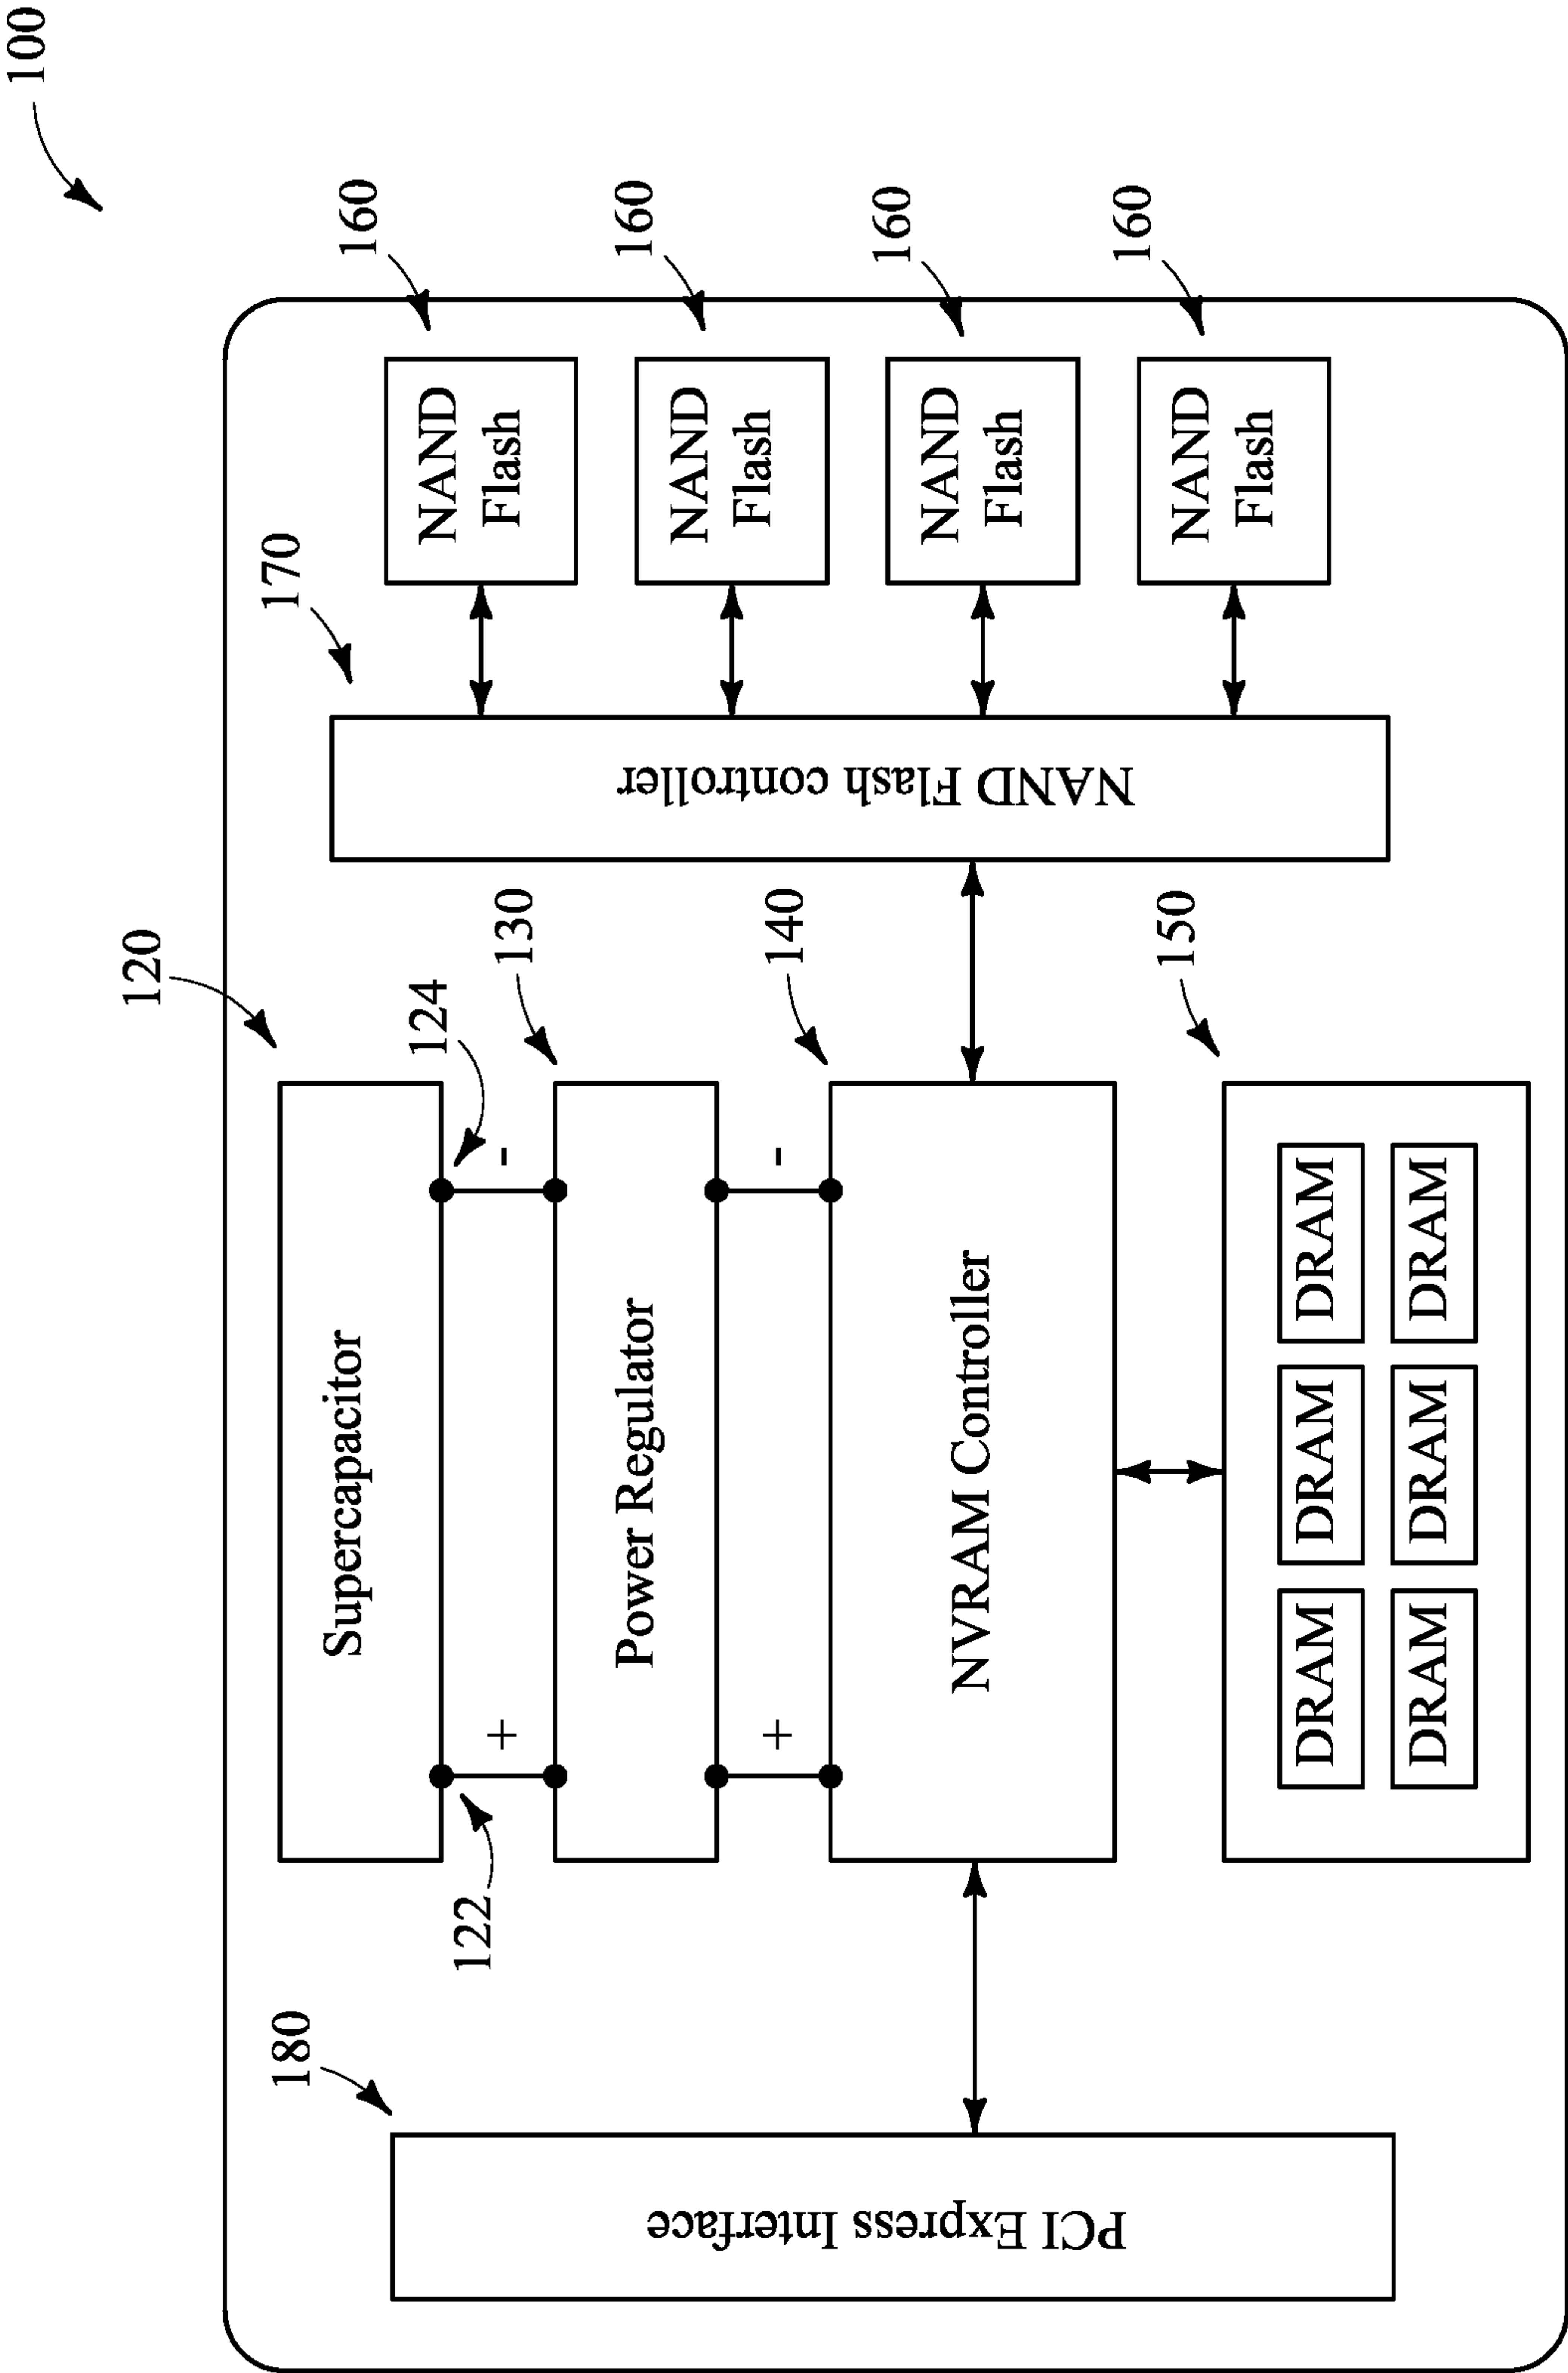 100
120
Supercapacitor
122
+
124
-
130
Power Regulator
+
-
140
NVRAM Controller
150
DRAM
DRAM
DRAM
DRAM
DRAM
DRAM
180
PCI Express Interface
170
NAND Flash controller
160
NAND
Flash
160
NAND
Flash
160
NAND
Flash
160
NAND
Flash